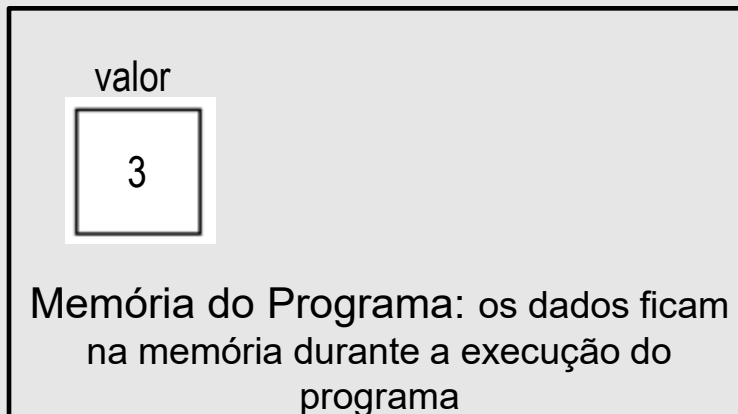 valor
3
Memória do Programa: os dados ficam
na memória durante a execução do
programa